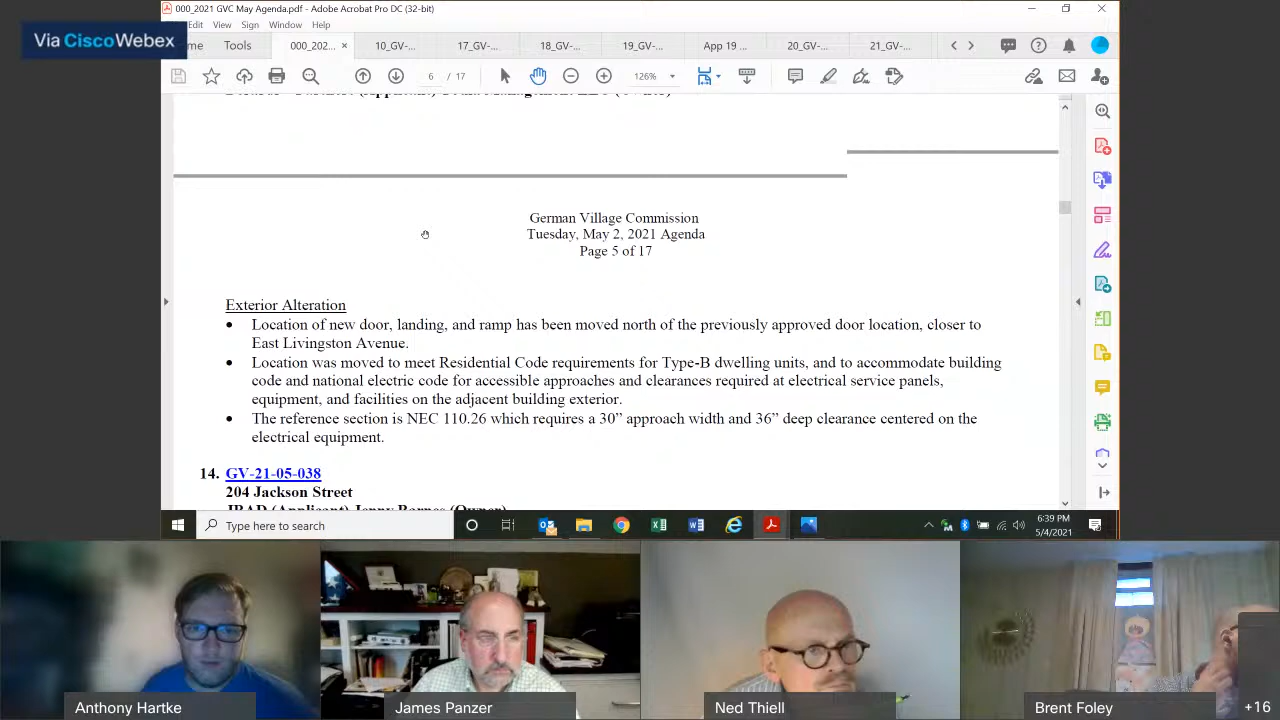 000_2021 GVC May Agenda.pdf - Adobe Acrobat Pro DC (32-bit)
Edit View Sign Window Help
Via CiscoWebex
Tools 000_202... × 10_GV-... 17_GV-... 18_GV-... 19_GV-... App 19 ... 20_GV-... 21_GV-...
6 / 17 126%
German Village Commission
Tuesday, May 2, 2021 Agenda
Page 5 of 17
Exterior Alteration
• Location of new door, landing, and ramp has been moved north of the previously approved door location, closer to
East Livingston Avenue.
• Location was moved to meet Residential Code requirements for Type-B dwelling units, and to accommodate building
code and national electric code for accessible approaches and clearances required at electrical service panels,
equipment, and facilities on the adjacent building exterior.
• The reference section is NEC 110.26 which requires a 30” approach width and 36” deep clearance centered on the
electrical equipment.
14. GV-21-05-038
204 Jackson Street
Type here to search
6:39 PM
5/4/2021
Anthony Hartke James Panzer Ned Thiell Brent Foley +16